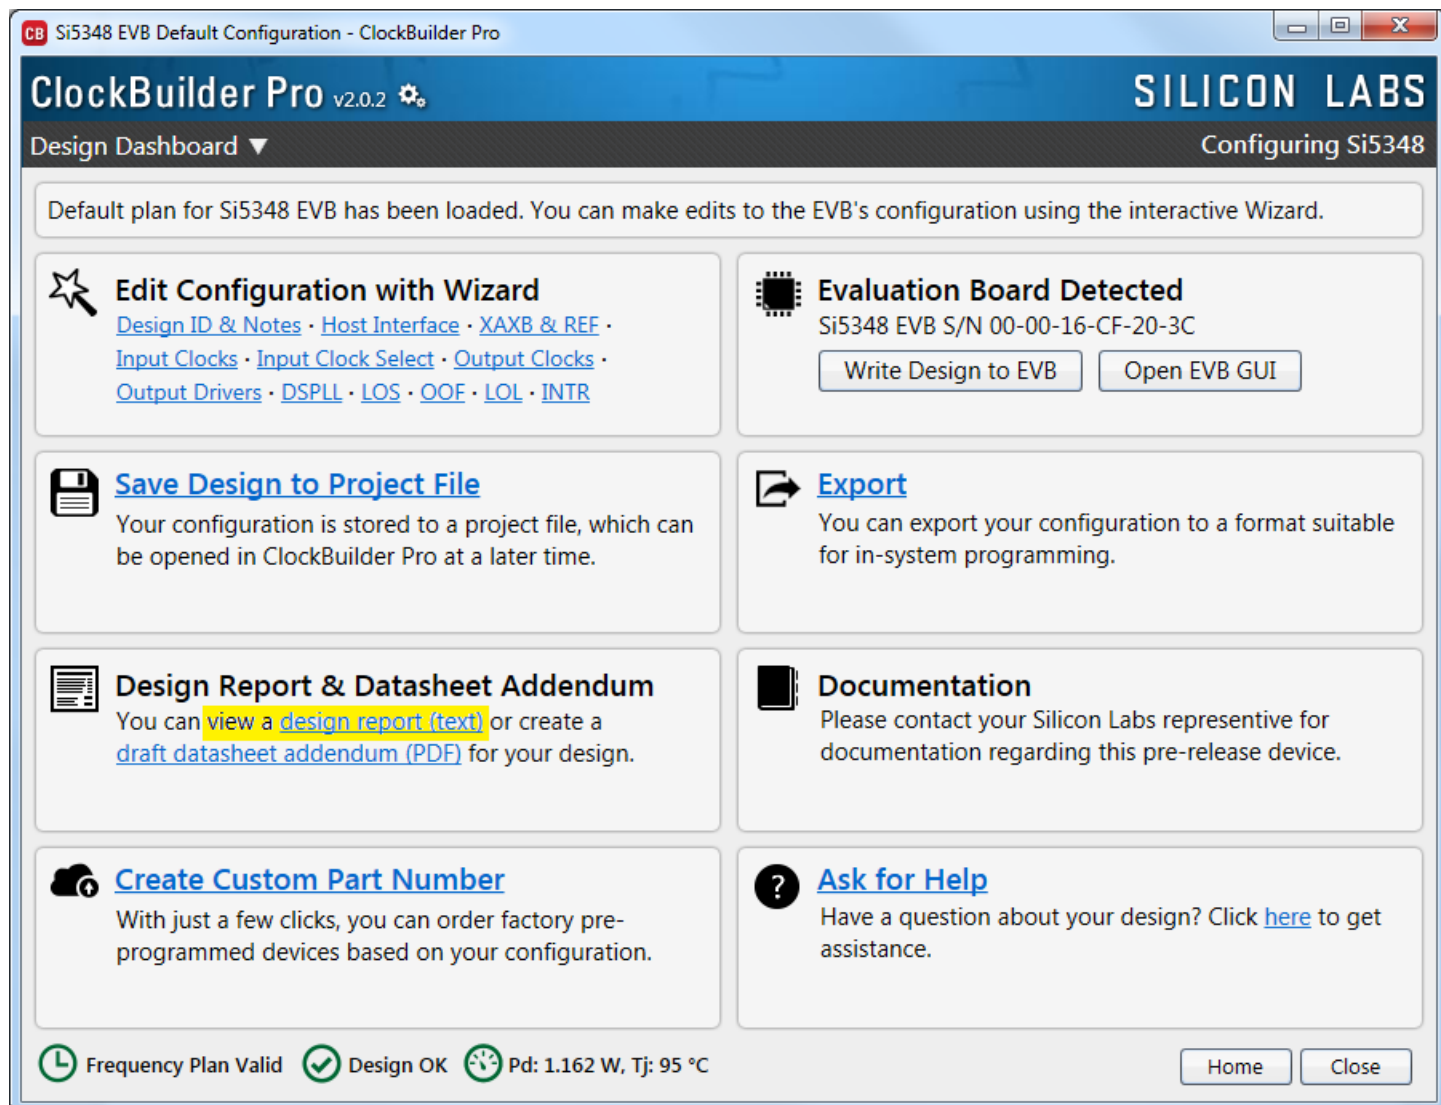 CB Si5348 EVB Default Configuration - ClockBuilder Pro
ClockBuilder Pro v2.0.2
SILICON LABS
Design Dashboard ▼
Configuring Si5348
Default plan for Si5348 EVB has been loaded. You can make edits to the EVB's configuration using the interactive Wizard.
Edit Configuration with Wizard
Design ID & Notes · Host Interface · XAXB & REF ·
Input Clocks · Input Clock Select · Output Clocks ·
Output Drivers · DSPLL · LOS · OOF · LOL · INTR
Evaluation Board Detected
Si5348 EVB S/N 00-00-16-CF-20-3C
Write Design to EVB
Open EVB GUI
Save Design to Project File
Your configuration is stored to a project file, which can
be opened in ClockBuilder Pro at a later time.
Export
You can export your configuration to a format suitable
for in-system programming.
Design Report & Datasheet Addendum
You can view a design report (text) or create a
draft datasheet addendum (PDF) for your design.
Documentation
Please contact your Silicon Labs representive for
documentation regarding this pre-release device.
Create Custom Part Number
With just a few clicks, you can order factory pre-
programmed devices based on your configuration.
? Ask for Help
Have a question about your design? Click here to get
assistance.
Frequency Plan Valid
Design OK
Pd: 1.162 W, Tj: 95 °C
Home
Close